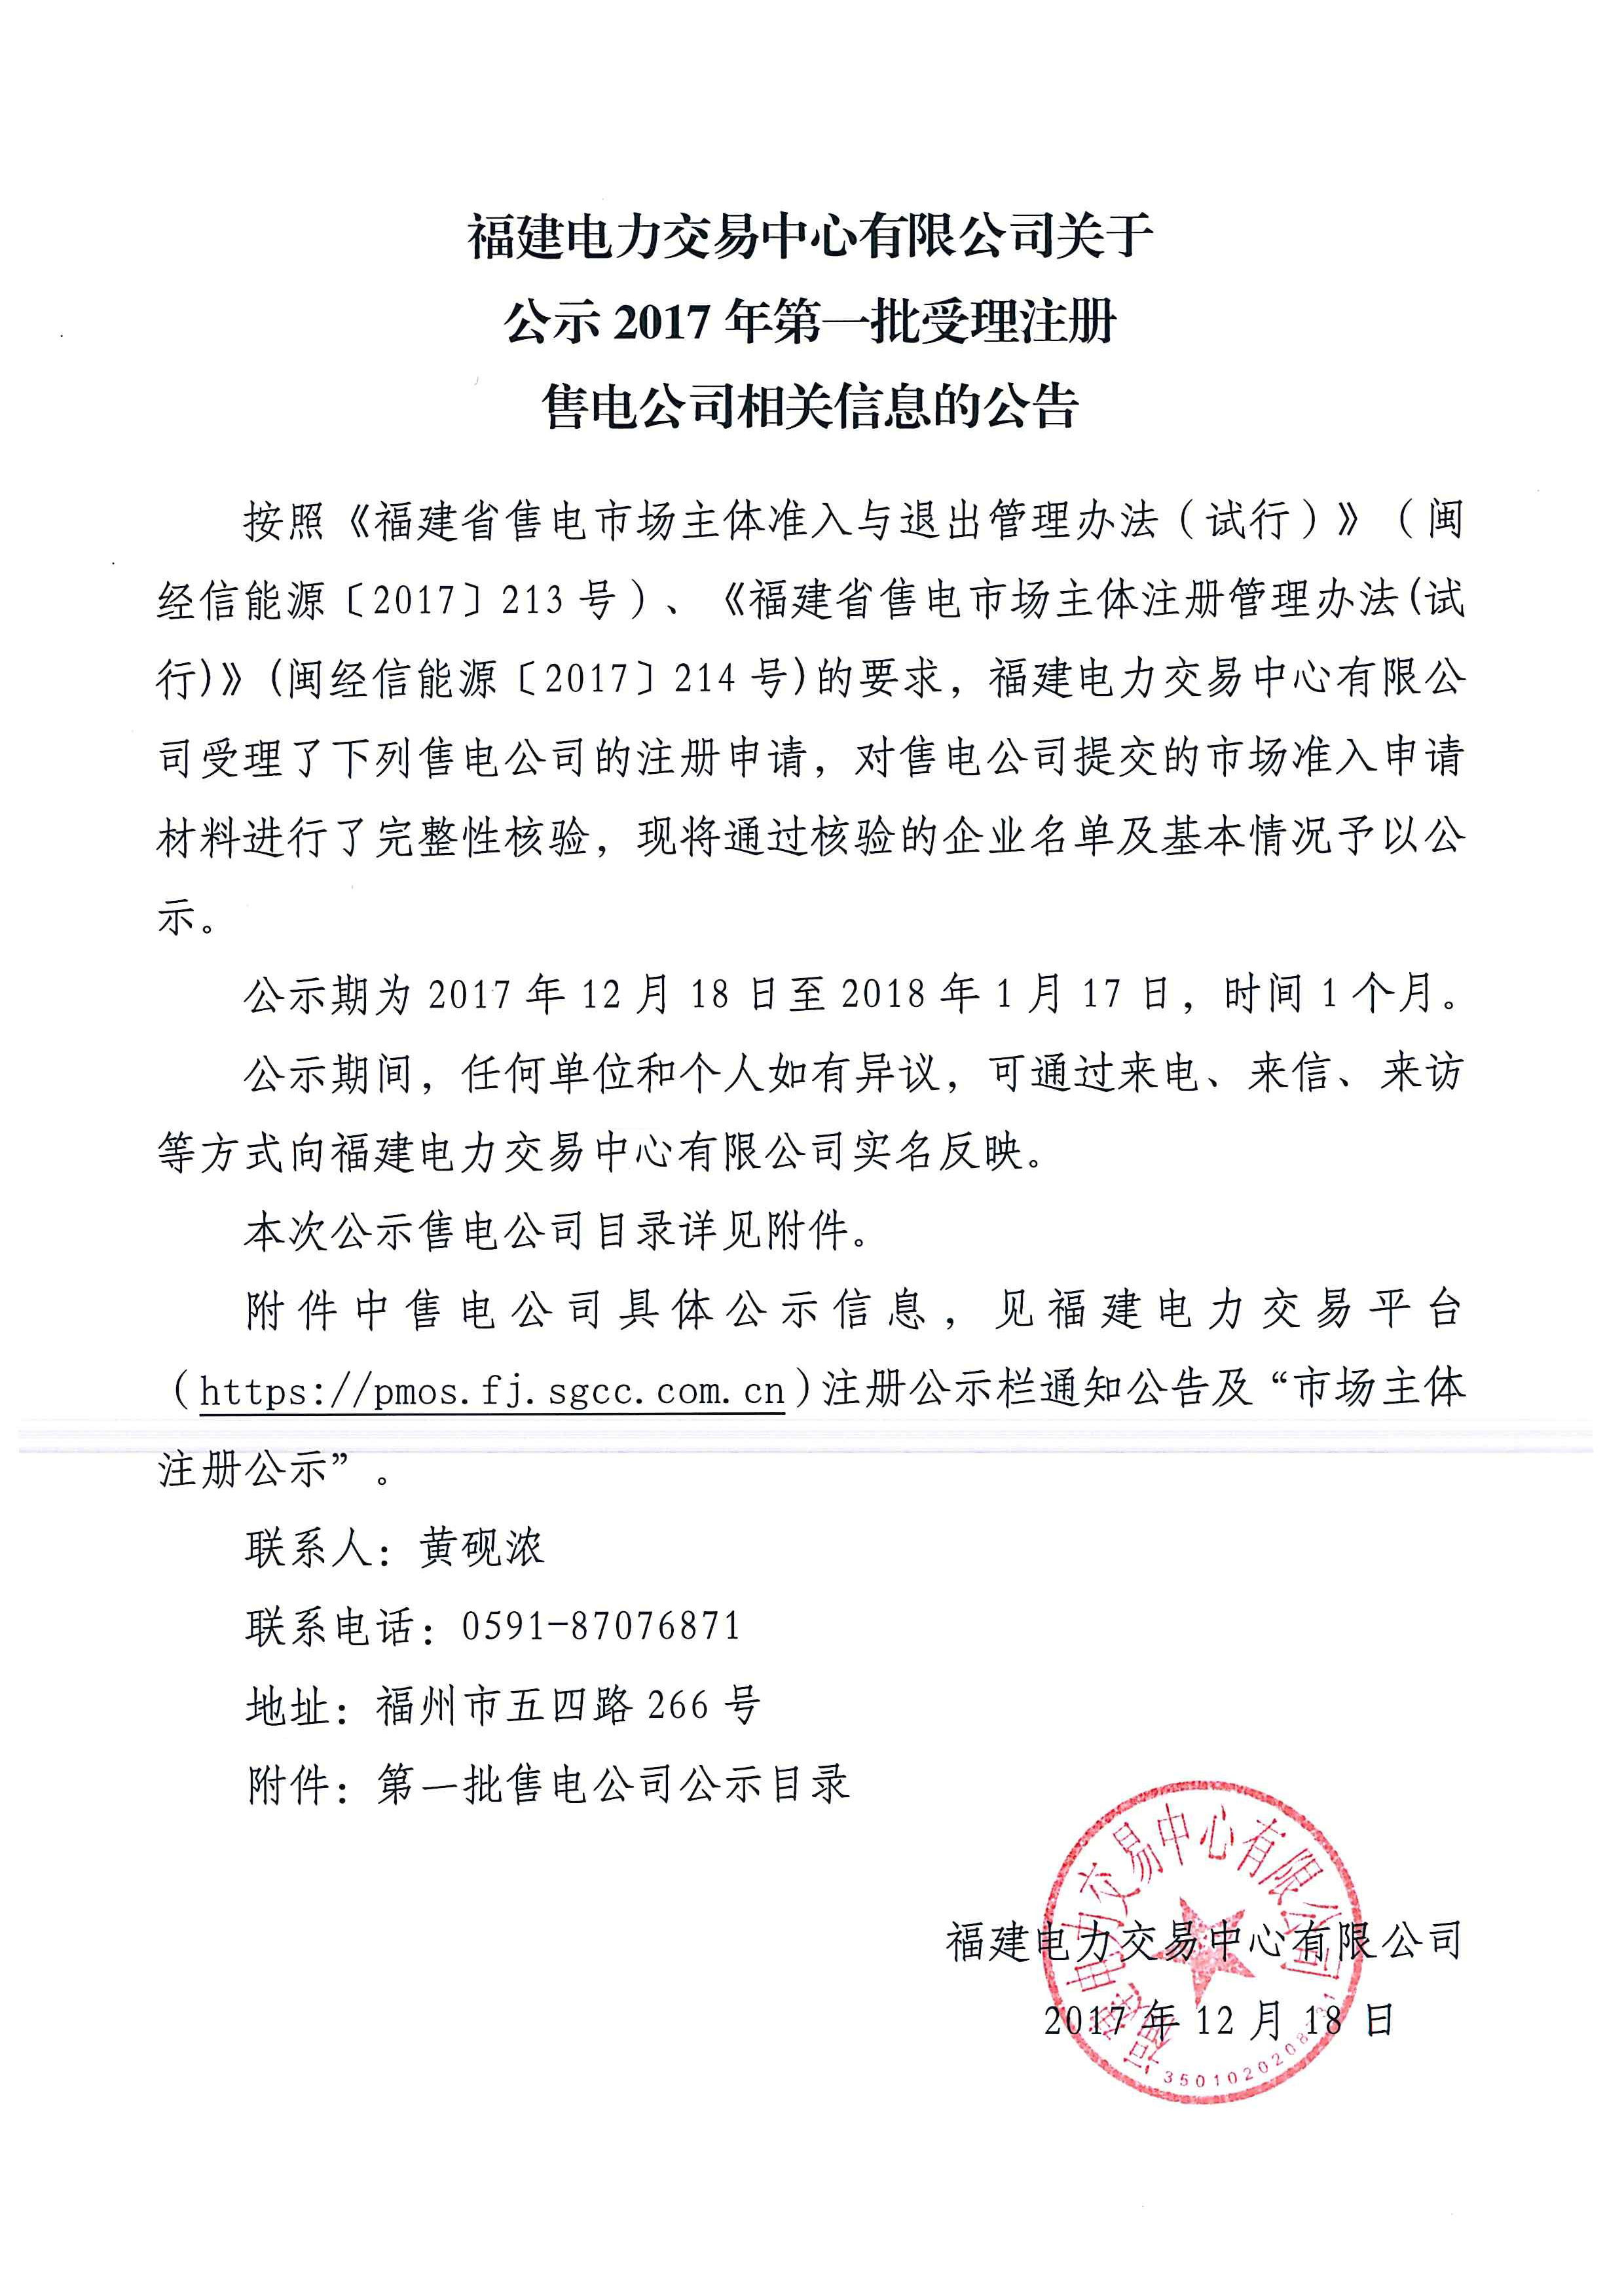 福建电力交易中心有限公司关于
公示 2017 年第一批受理注册
售电公司相关信息的公告
按照《福建省售电市场主体准入与退出管理办法（试行）》（闽
经信能源〔2017〕213 号）、《福建省售电市场主体注册管理办法(试
行)》(闽经信能源〔2017〕214 号)的要求，福建电力交易中心有限公
司受理了下列售电公司的注册申请，对售电公司提交的市场准入申请
材料进行了完整性核验，现将通过核验的企业名单及基本情况予以公
示。
公示期为 2017 年 12 月 18 日至 2018 年 1 月 17 日，时间 1 个月。
公示期间，任何单位和个人如有异议，可通过来电、来信、来访
等方式向福建电力交易中心有限公司实名反映。
本次公示售电公司目录详见附件。
附件中售电公司具体公示信息，见福建电力交易平台
（https://pmos.fj.sgcc.com.cn）注册公示栏通知公告及“市场主体
注册公示”。
联系人：黄砚浓
联系电话：0591-87076871
地址：福州市五四路 266 号
附件：第一批售电公司公示目录
福建电力交易中心有限公司
2017 年 12 月 18 日
福建电力交易中心有限公司